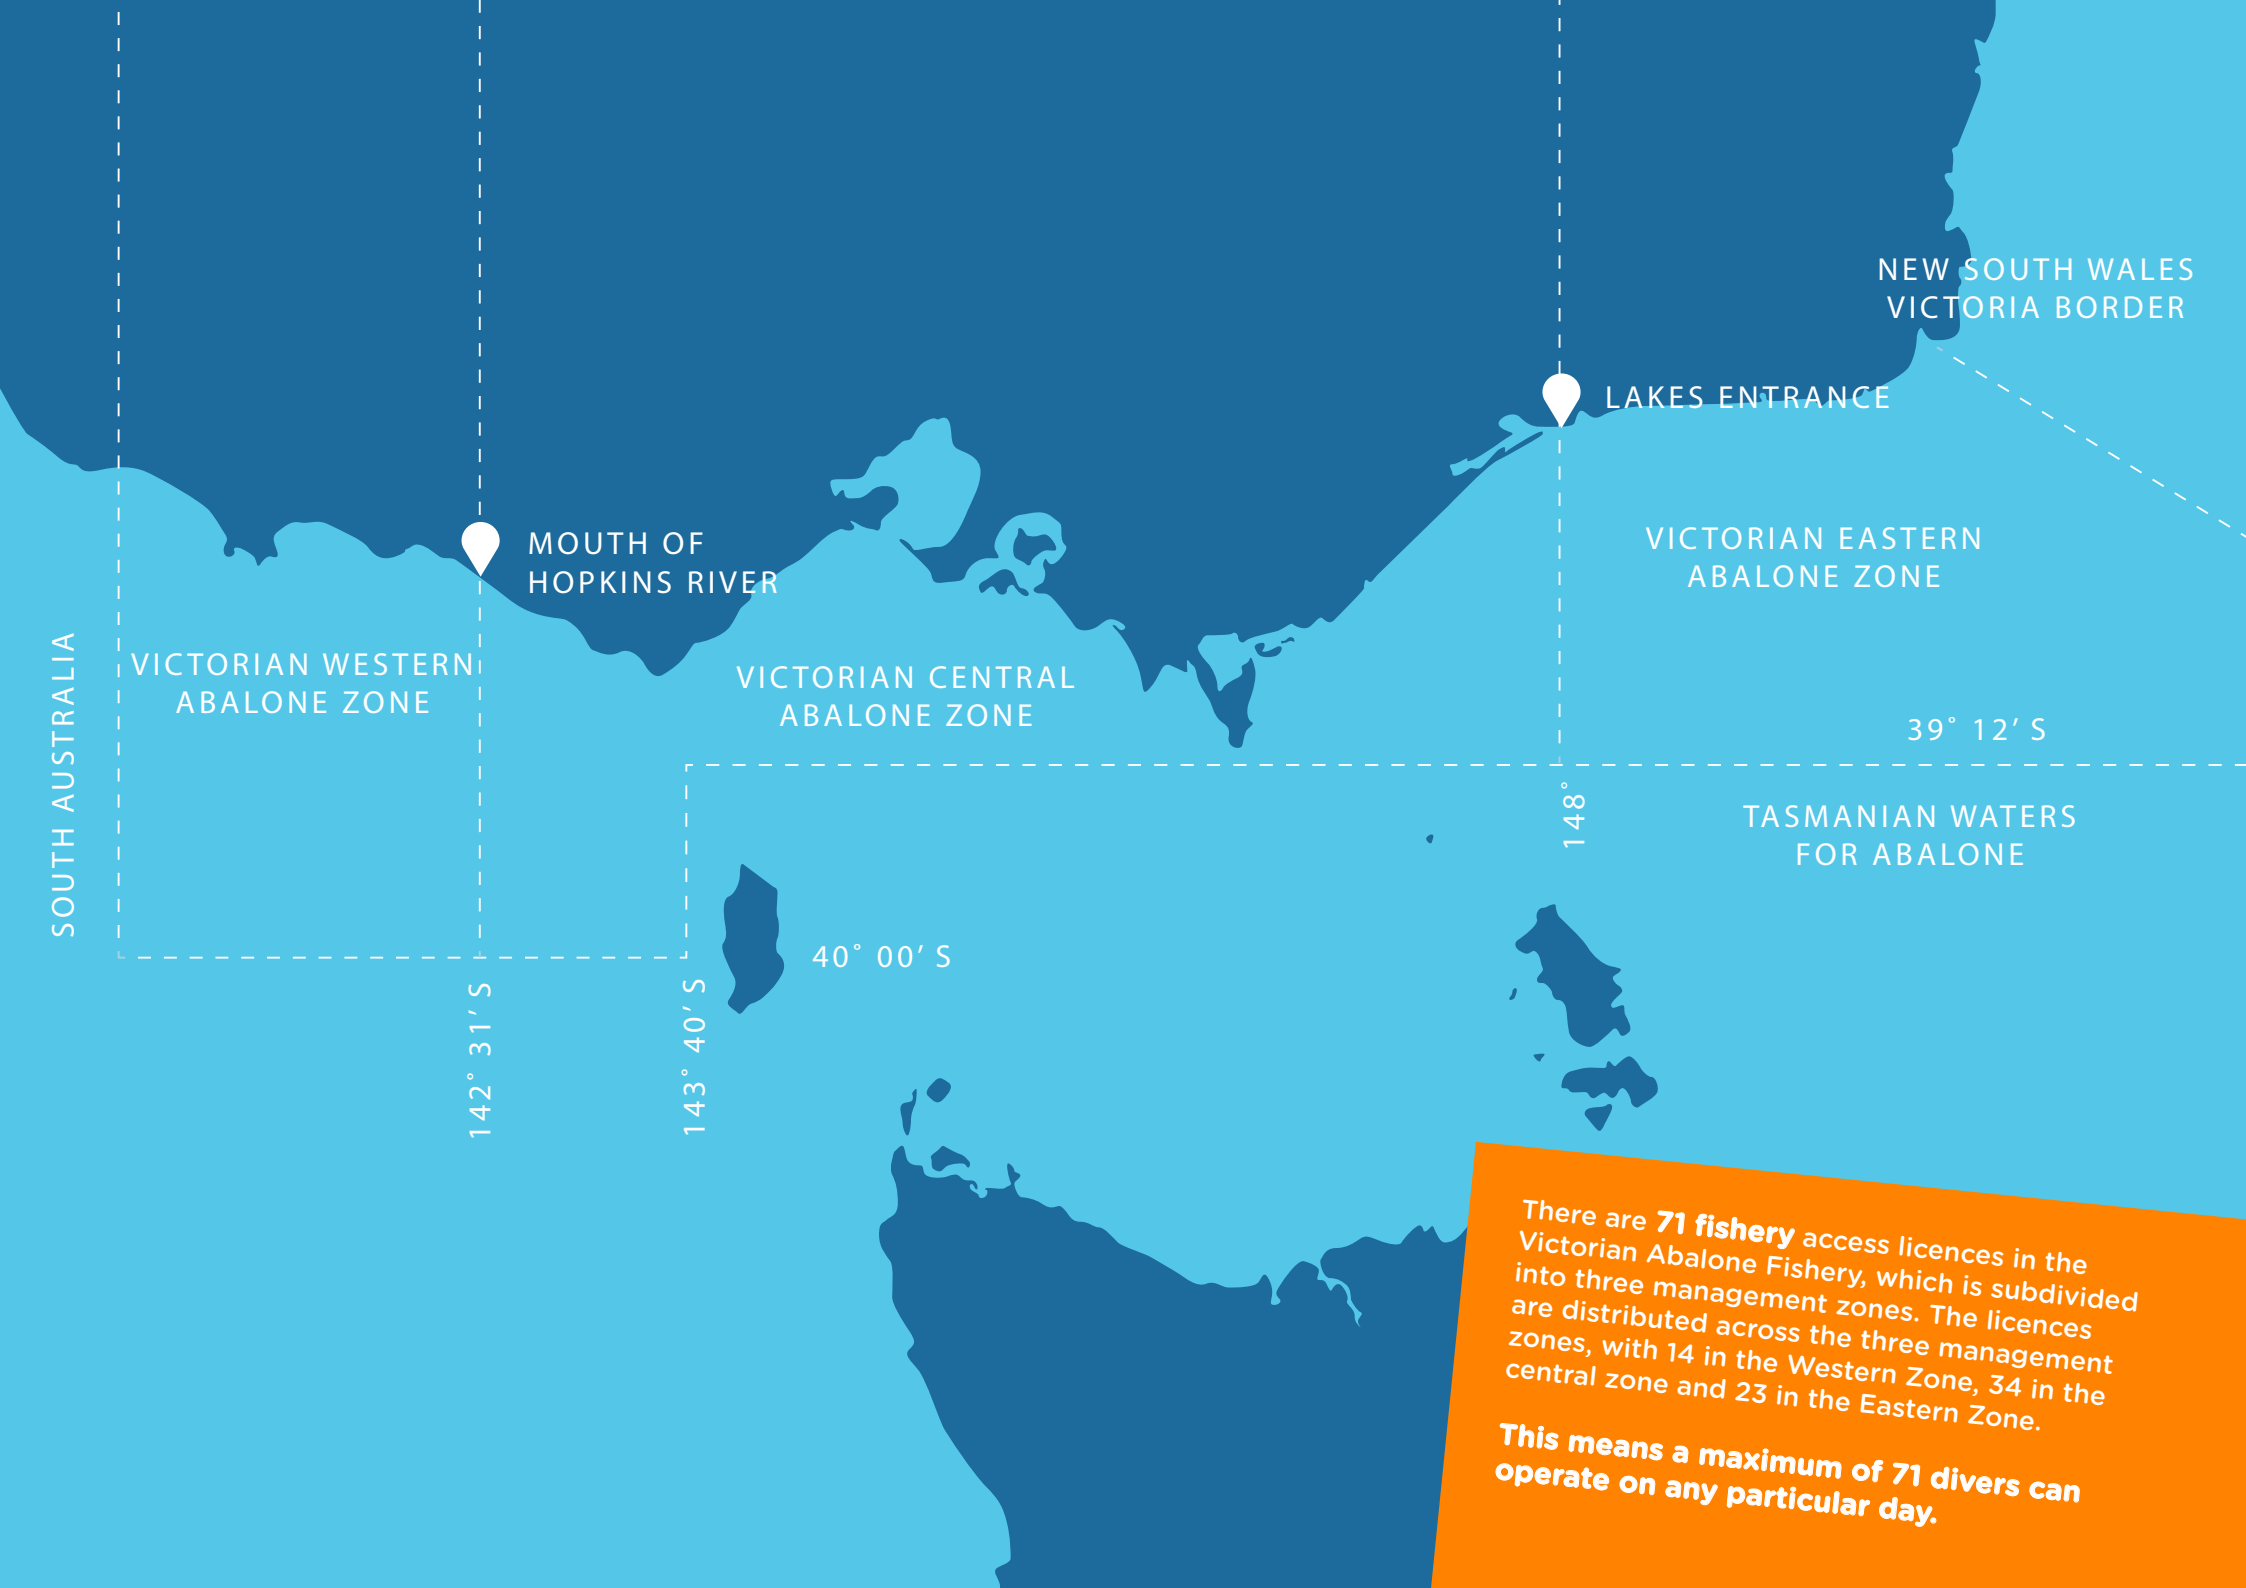 NEW SOUTH WALES
VICTORIA BORDER
LAKES ENTRANCE
MOUTH OF
HOPKINS RIVER
VICTORIAN EASTERN
ABALONE ZONE
SOUTH AUSTRALIA
VICTORIAN WESTERN
ABALONE ZONE
VICTORIAN CENTRAL
ABALONE ZONE
39° 12’ S
148°
TASMANIAN WATERS
FOR ABALONE
40° 00’ S
142° 31’ S
143° 40’ S
There are 71 fishery access licences in the
Victorian Abalone Fishery, which is subdivided
into three management zones. The licences
are distributed across the three management
zones, with 14 in the Western Zone, 34 in the
central zone and 23 in the Eastern Zone.
This means a maximum of 71 divers can
operate on any particular day.